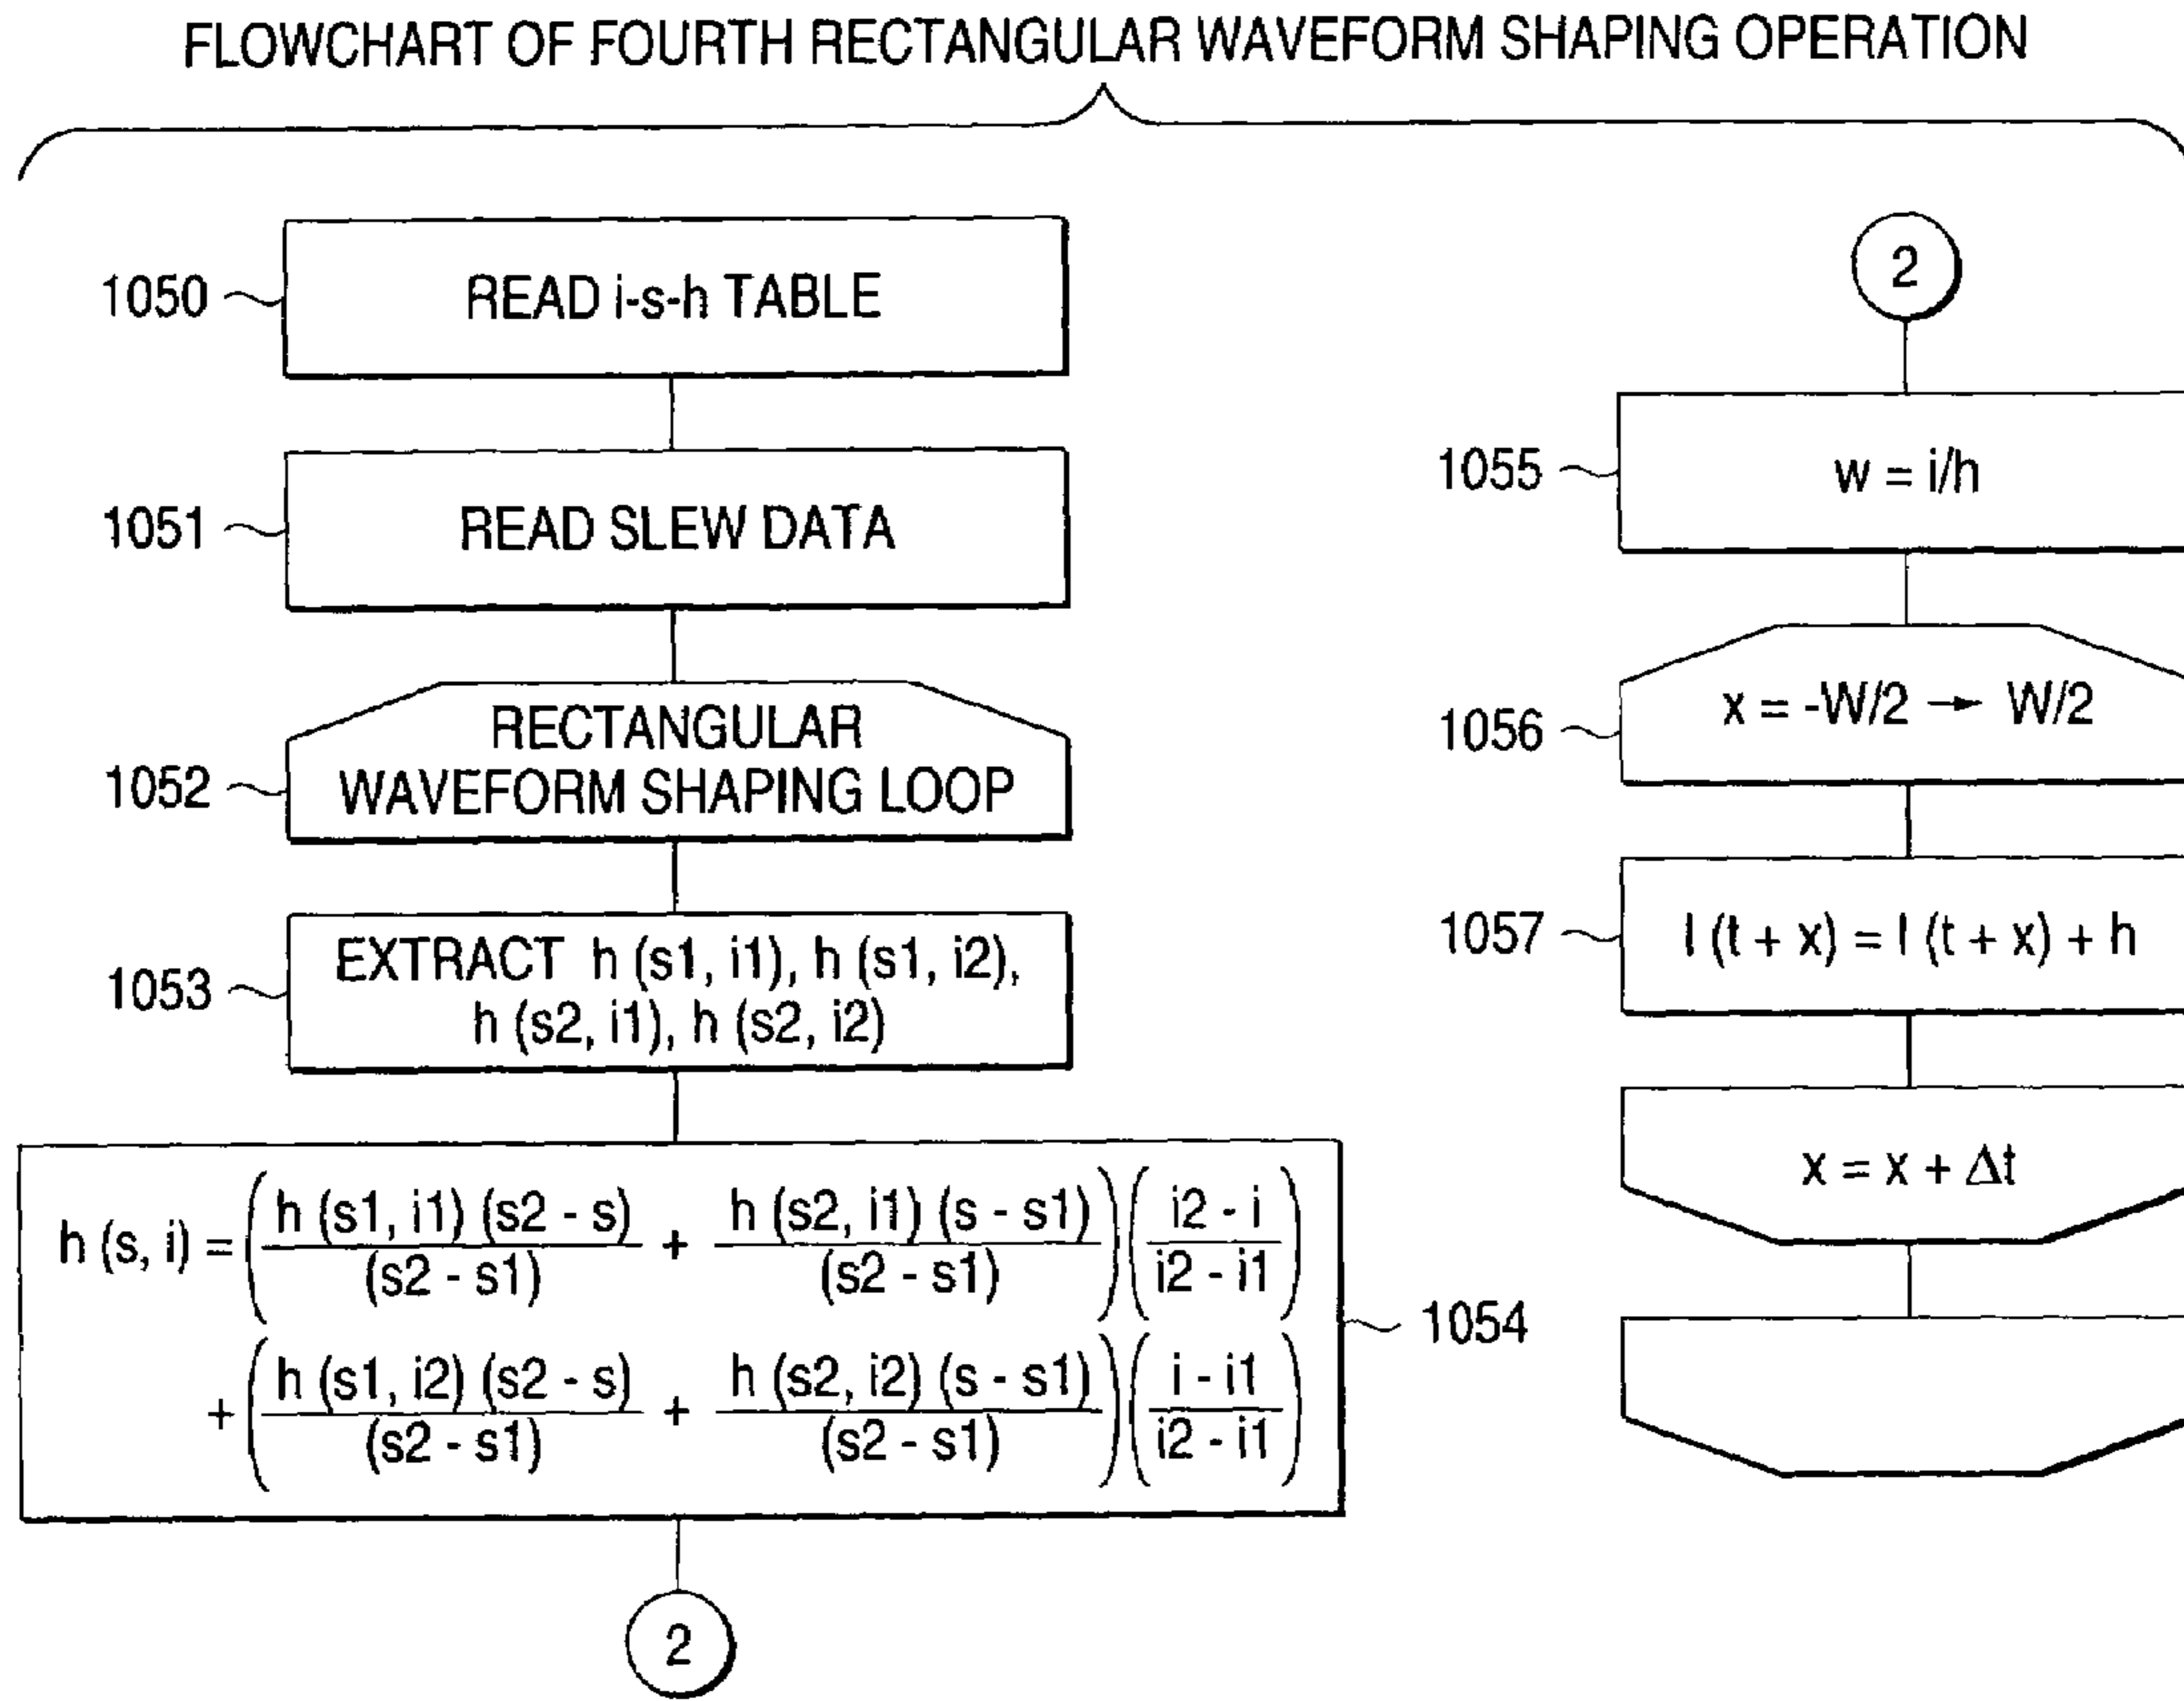 FLOWCHART OF FOURTH RECTANGULAR WAVEFORM SHAPING OPERATION
1050
READ i-s-h TABLE
1051
READ SLEW DATA
1052
RECTANGULAR
WAVEFORM SHAPING LOOP
1053
EXTRACT h (s1, i1), h (s1, i2),
h (s2, i1), h (s2, i2)
h (s, i) = ( h (s1, i1) (s2 - s) / (s2 - s1) + h (s2, i1) (s - s1) / (s2 - s1) ) ( i2 - i / i2 - i1 )
+ ( h (s1, i2) (s2 - s) / (s2 - s1) + h (s2, i2) (s - s1) / (s2 - s1) ) ( i - i1 / i2 - i1 )
1054
2
2
1055
w = i/h
1056
x = -W/2 → W/2
1057
I (t + x) = I (t + x) + h
x = x + Δt